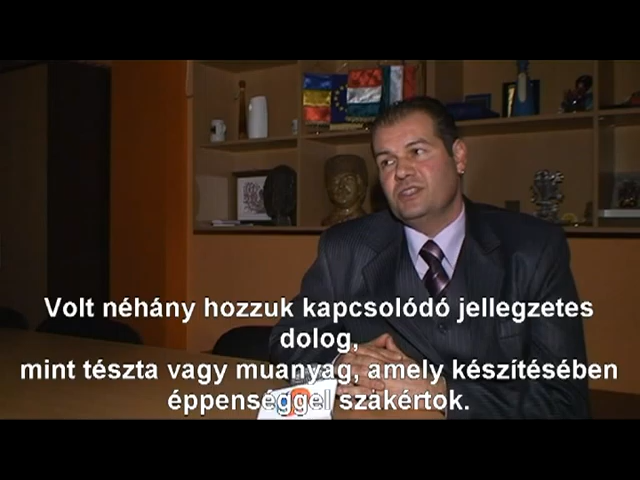 Volt néhány hozzuk kapcsolódó jellegzetes
dolog,
mint tészta vagy muanyag, amely készítésében
éppenséggel szakértok.